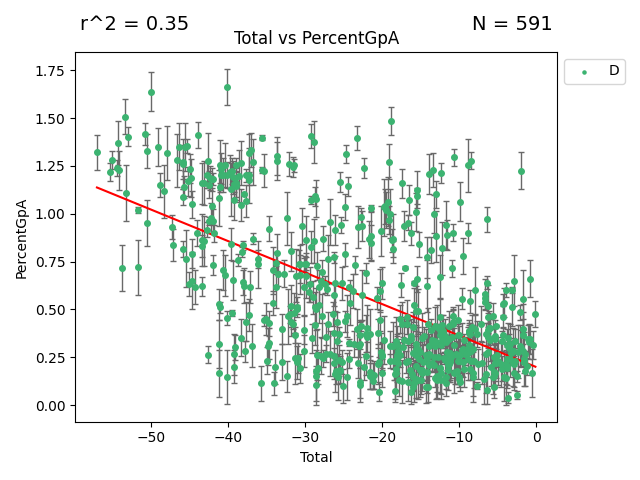 r^2 = 0.35
N = 591
Total vs PercentGpA
D
PercentGpA
1.75
1.50
1.25
1.00
0.75
0.50
0.25
0.00
−50
−40
−30
−20
−10
0
Total